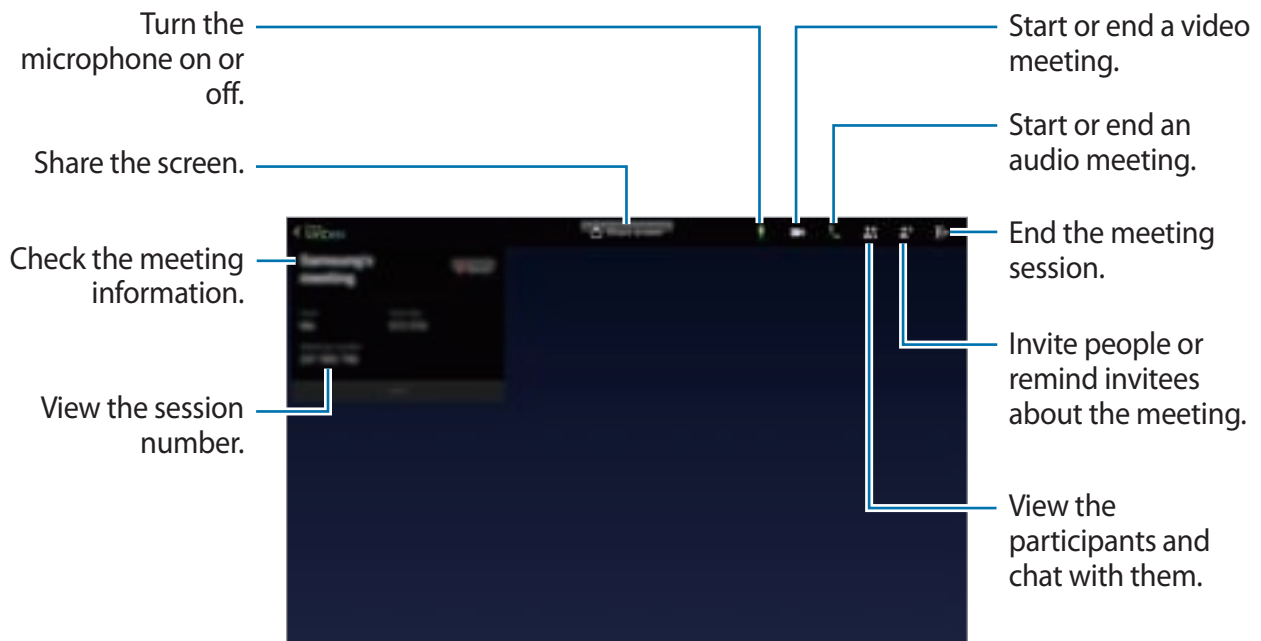 Turn the
microphone on or
off.
Share the screen.
Check the meeting
information.
View the session
number.
Samsung's
meeting
Start or end a video
meeting.
Start or end an
audio meeting.
End the meeting
session.
Invite people or
remind invitees
about the meeting.
View the
participants and
chat with them.